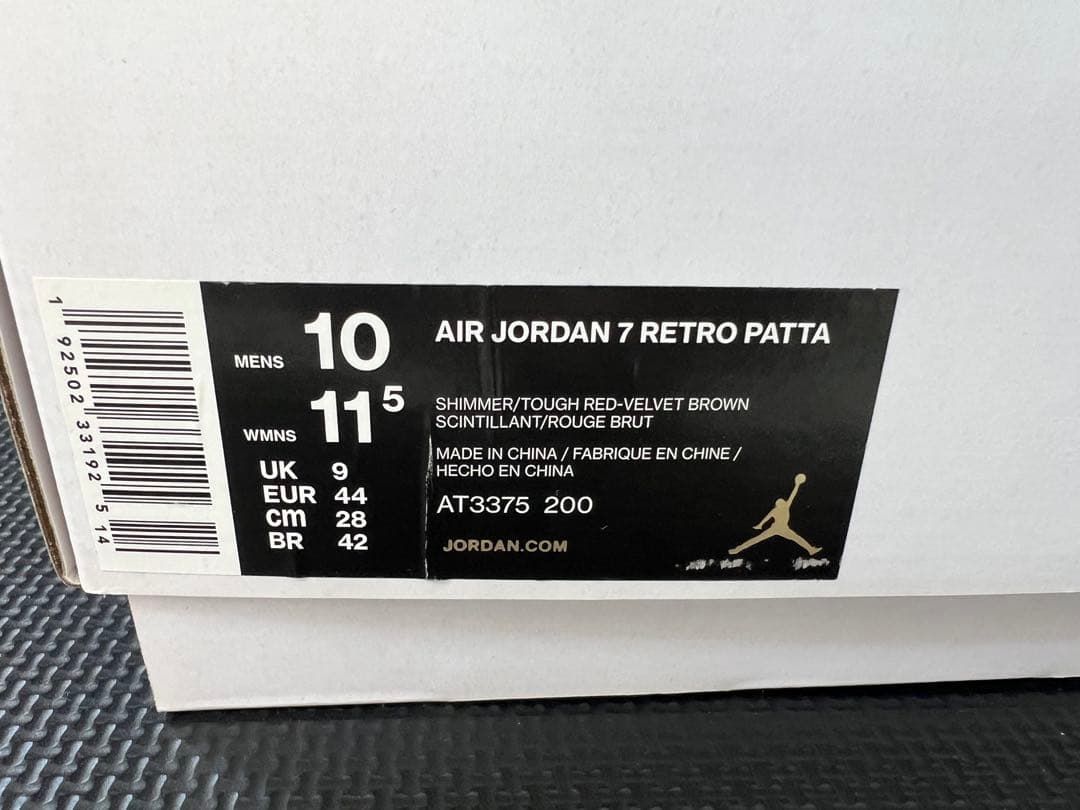 1 92502 33192 5 14
MENS 10
WMNS 11 5
UK 9
EUR 44
cm 28
BR 42
AIR JORDAN 7 RETRO PATTA
SHIMMER/TOUGH RED-VELVET BROWN
SCINTILLANT/ROUGE BRUT
MADE IN CHINA / FABRIQUE EN CHINE /
HECHO EN CHINA
AT3375 200
JORDAN.COM